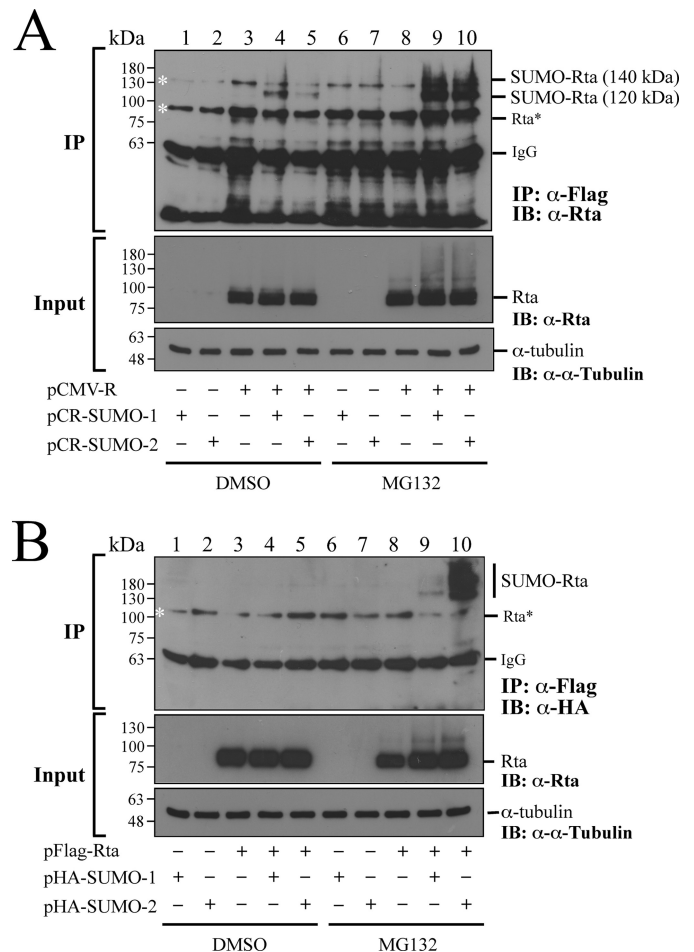 A
kDa 1 2 3 4 5 6 7 8 9 10
180
130
100
75
63
*
*
IP
SUMO-Rta (140 kDa)
SUMO-Rta (120 kDa)
Rta*
IgG
IP: α-Flag
IB: α-Rta
Input
180
130
100
75
Rta
IB: α-Rta
63
48
α-tubulin
IB: α-α-Tubulin
pCMV-R – – + + + – – + + +
pCR-SUMO-1 + – – + – + – – + –
pCR-SUMO-2 – + – – + – + – – +
DMSO MG132
B
kDa 1 2 3 4 5 6 7 8 9 10
180
130
100
75
63
*
IP
SUMO-Rta
Rta*
IgG
IP: α-Flag
IB: α-HA
Input
130
100
75
Rta
IB: α-Rta
63
48
α-tubulin
IB: α-α-Tubulin
pFlag-Rta – – + + + – – + + +
pHA-SUMO-1 + – – + – + – – + –
pHA-SUMO-2 – + – – + – + – – +
DMSO MG132